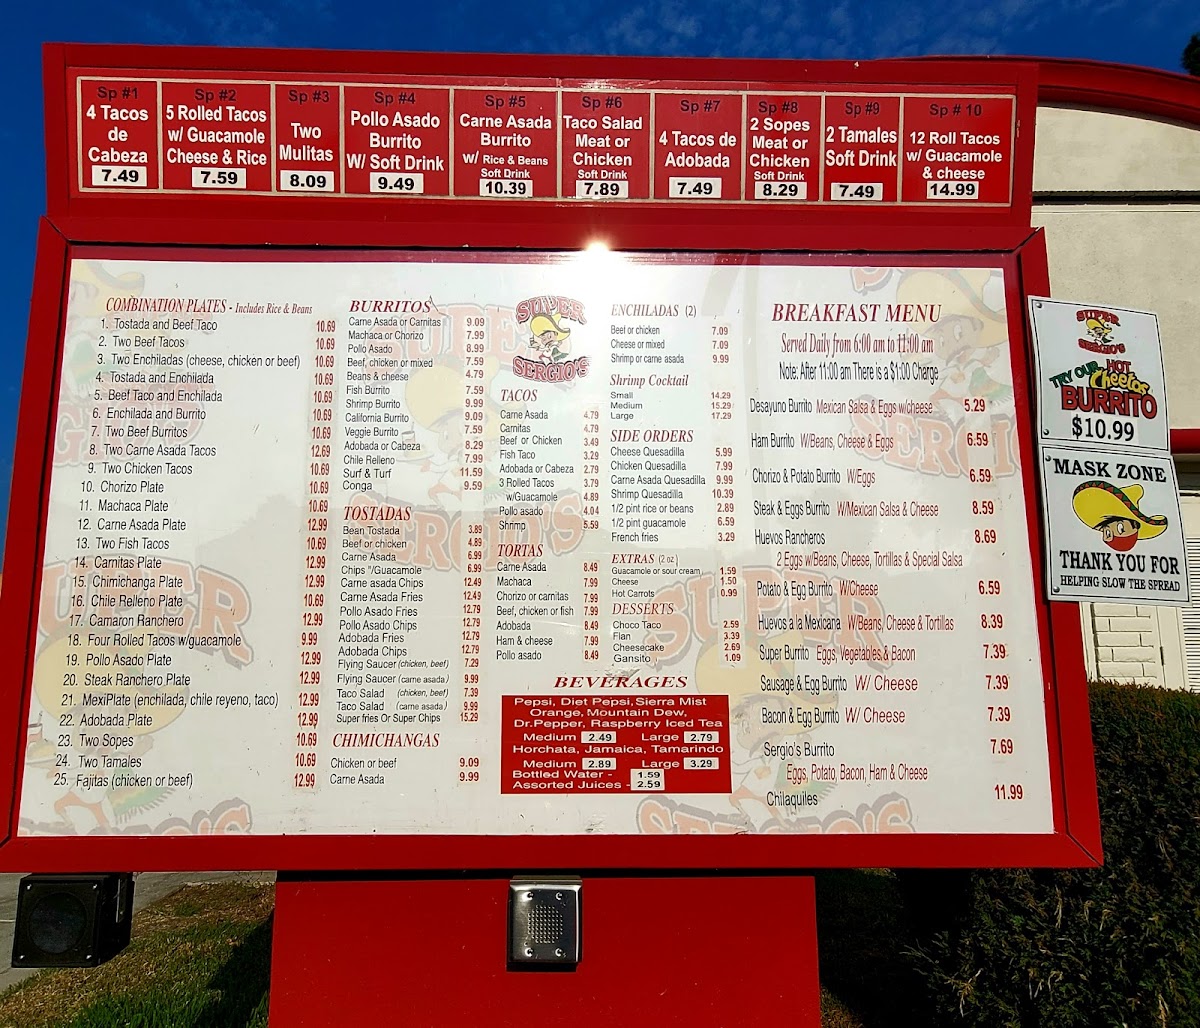 Sp #1
4 Tacos
de
Cabeza
7.49
Sp #2
5 Rolled Tacos
w/ Guacamole
Cheese & Rice
7.59
Sp #3
Two
Mulitas
8.09
Sp #4
Pollo Asado
Burrito
W/ Soft Drink
9.49
Sp #5
Carne Asada
Burrito
w/ Rice & Beans
Soft Drink
10.39
Sp #6
Taco Salad
Meat or
Chicken
Soft Drink
7.89
Sp #7
4 Tacos de
Adobada
7.49
Sp #8
2 Sopes
Meat or
Chicken
Soft Drink
8.29
Sp #9
2 Tamales
Soft Drink
7.49
Sp # 10
12 Roll Tacos
w/ Guacamole
& cheese
14.99
COMBINATION PLATES - Includes Rice & Beans
1. Tostada and Beef Taco 10.69
2. Two Beef Tacos 10.69
3. Two Enchiladas (cheese, chicken or beef) 10.69
4. Tostada and Enchilada 10.69
5. Beef Taco and Enchilada 10.69
6. Enchilada and Burrito 10.69
7. Two Beef Burritos 10.69
8. Two Carne Asada Tacos 12.69
9. Two Chicken Tacos 10.69
10. Chorizo Plate 10.69
11. Machaca Plate 10.69
12. Carne Asada Plate 12.99
13. Two Fish Tacos 10.69
14. Carnitas Plate 12.99
15. Chimichanga Plate 12.99
16. Chile Relleno Plate 10.69
17. Camaron Ranchero 12.99
18. Four Rolled Tacos w/guacamole 9.99
19. Pollo Asado Plate 12.99
20. Steak Ranchero Plate 12.99
21. MexiPlate (enchilada, chile reyeno, taco) 12.99
22. Adobada Plate 12.99
23. Two Sopes 10.69
24. Two Tamales 10.69
25. Fajitas (chicken or beef) 12.99
BURRITOS
Carne Asada or Carnitas 9.09
Machaca or Chorizo 7.99
Pollo Asado 8.99
Beef, chicken or mixed 7.59
Beans & cheese 4.79
Fish Burrito 7.59
Shrimp Burrito 9.99
California Burrito 9.09
Veggie Burrito 7.59
Adobada or Cabeza 8.29
Chile Relleno 7.99
Surf & Turf 11.59
Conga 9.59
TOSTADAS
Bean Tostada 3.89
Beef or chicken 4.89
Carne Asada 6.99
Chips "/Guacamole 6.99
Carne asada Chips 12.49
Carne Asada Fries 12.49
Pollo Asado Fries 12.79
Pollo Asado Chips 12.79
Adobada Fries 12.79
Adobada Chips 12.79
Flying Saucer (chicken, beef) 7.29
Flying Saucer (carne asada) 9.99
Taco Salad (chicken, beef) 7.39
Taco Salad (carne asada) 9.99
Super fries Or Super Chips 15.29
CHIMICHANGAS
Chicken or beef 9.09
Carne Asada 9.99
SUPER
SERGIO'S
TACOS
Carne Asada 4.79
Carnitas 4.79
Beef or Chicken 3.49
Fish Taco 3.29
Adobada or Cabeza 2.79
3 Rolled Tacos 3.79
w/Guacamole 4.89
Pollo asado 4.04
Shrimp 5.59
TORTAS
Carne Asada 8.49
Machaca 7.99
Chorizo or carnitas 7.99
Beef, chicken or fish 7.99
Adobada 8.49
Ham & cheese 7.99
Pollo asado 8.49
ENCHILADAS (2)
Beef or chicken 7.09
Cheese or mixed 7.09
Shrimp or carne asada 9.99
Shrimp Cocktail
Small 14.29
Medium 15.29
Large 17.29
SIDE ORDERS
Cheese Quesadilla 5.99
Chicken Quesadilla 7.99
Carne Asada Quesadilla 9.99
Shrimp Quesadilla 10.39
1/2 pint rice or beans 2.89
1/2 pint guacamole 6.59
French fries 3.29
EXTRAS (2 oz)
Guacamole or sour cream 1.59
Cheese 1.50
Hot Carrots 0.99
DESSERTS
Choco Taco 2.59
Flan 3.39
Cheesecake 2.69
Gansito 1.09
BEVERAGES
Pepsi, Diet Pepsi, Sierra Mist
Orange, Mountain Dew,
Dr.Pepper, Raspberry Iced Tea
Medium 2.49 Large 2.79
Horchata, Jamaica, Tamarindo
Medium 2.89 Large 3.29
Bottled Water - 1.59
Assorted Juices - 2.59
BREAKFAST MENU
Served Daily from 6:00 am to 11:00 am
Note: After 11:00 am There is a $1:00 Charge
Desayuno Burrito Mexican Salsa & Eggs w/cheese 5.29
Ham Burrito W/Beans, Cheese & Eggs 6.59
Chorizo & Potato Burrito W/Eggs 6.59
Steak & Eggs Burrito W/Mexican Salsa & Cheese 8.59
Huevos Rancheros 8.69
2 Eggs w/Beans, Cheese, Tortillas & Special Salsa
Potato & Egg Burrito W/Cheese 6.59
Huevos a la Mexicana W/Beans, Cheese & Tortillas 8.39
Super Burrito Eggs, Vegetables & Bacon 7.39
Sausage & Egg Burrito W/ Cheese 7.39
Bacon & Egg Burrito W/ Cheese 7.39
Sergio's Burrito 7.69
Eggs, Potato, Bacon, Ham & Cheese
Chilaquiles 11.99
SUPER
SERGIO'S
TRY OUR HOT
Cheetos
BURRITO
$10.99
MASK ZONE
THANK YOU FOR
HELPING SLOW THE SPREAD